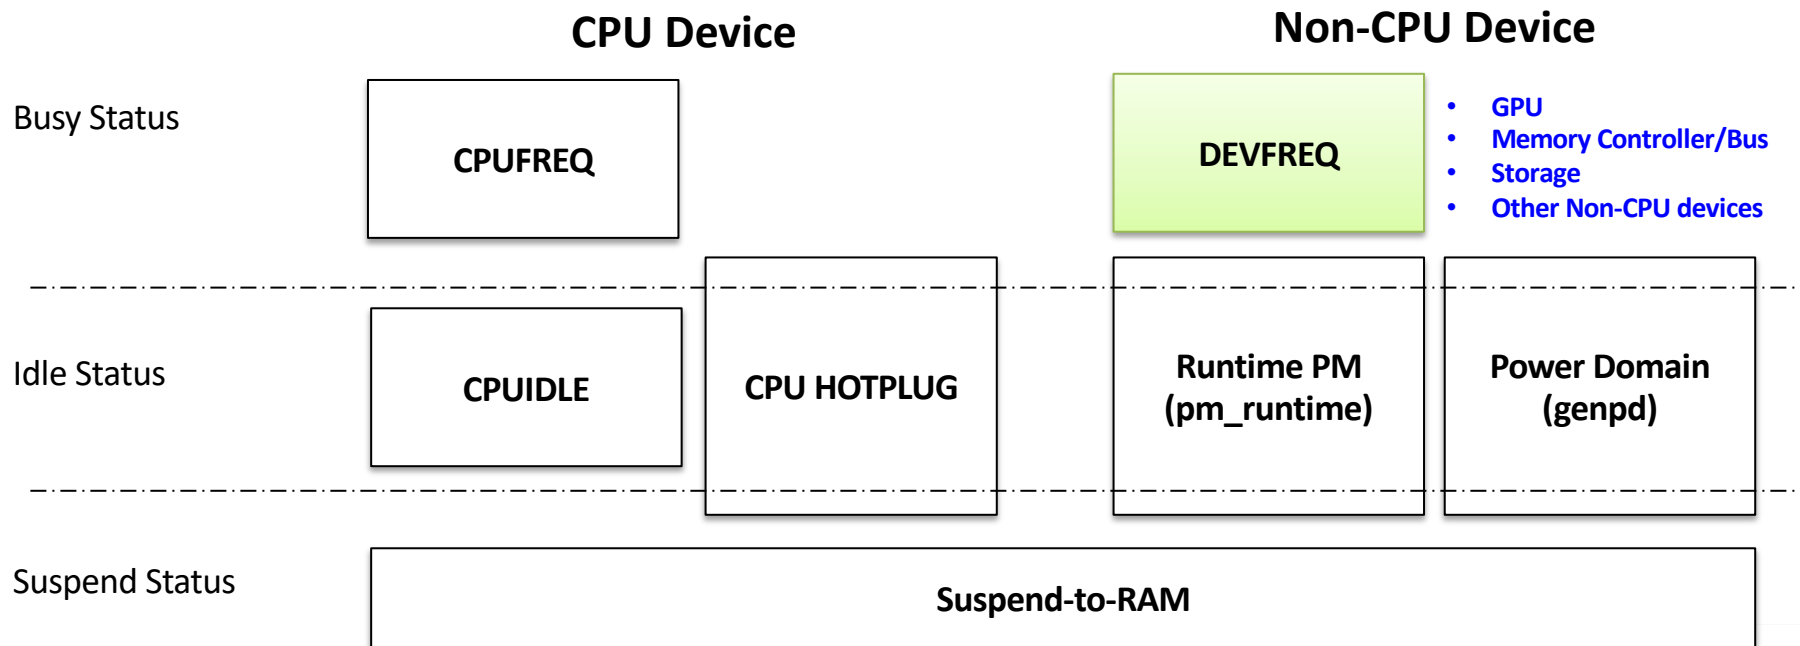 CPU Device
Non-CPU Device
Busy Status
CPUFREQ
DEVFREQ
• GPU
• Memory Controller/Bus
• Storage
• Other Non-CPU devices
Idle Status
CPUIDLE
CPU HOTPLUG
Runtime PM
(pm_runtime)
Power Domain
(genpd)
Suspend Status
Suspend-to-RAM